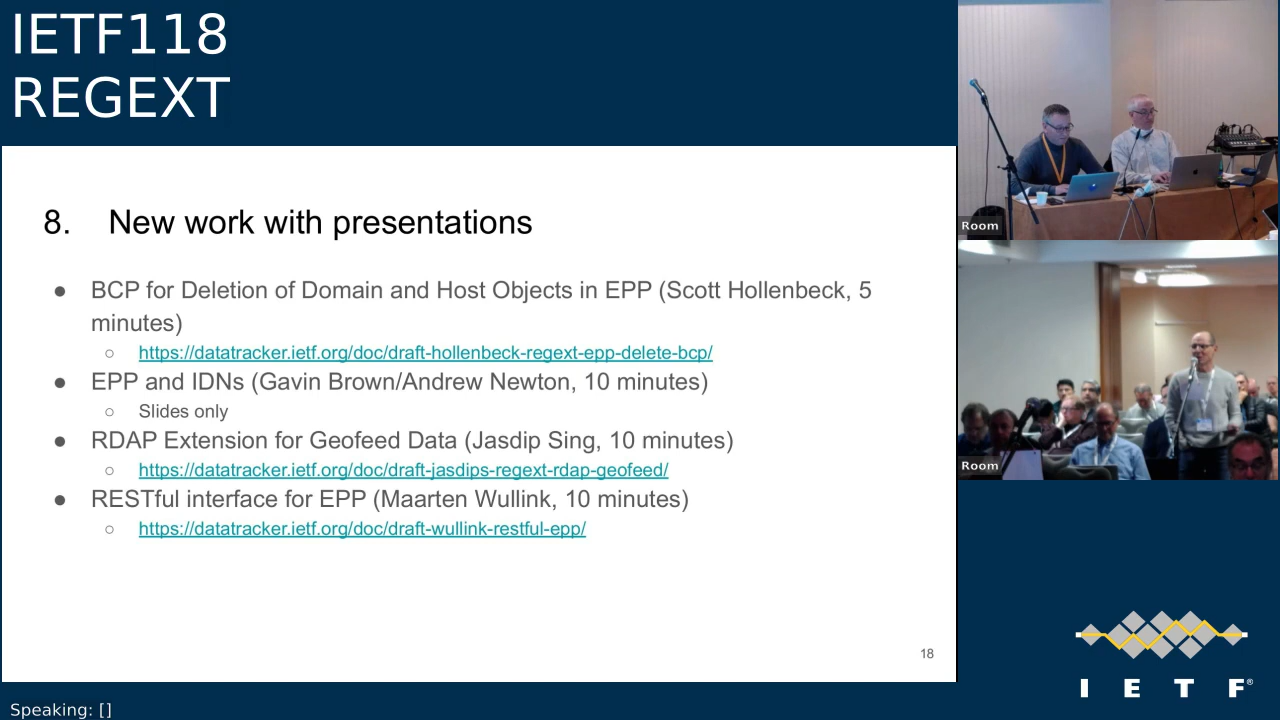 IETF118
REGEXT
8. New work with presentations
● BCP for Deletion of Domain and Host Objects in EPP (Scott Hollenbeck, 5
minutes)
○ https://datatracker.ietf.org/doc/draft-hollenbeck-regext-epp-delete-bcp/
● EPP and IDNs (Gavin Brown/Andrew Newton, 10 minutes)
○ Slides only
● RDAP Extension for Geofeed Data (Jasdip Sing, 10 minutes)
○ https://datatracker.ietf.org/doc/draft-jasdips-regext-rdap-geofeed/
● RESTful interface for EPP (Maarten Wullink, 10 minutes)
○ https://datatracker.ietf.org/doc/draft-wullink-restful-epp/
18
Room
Room
I E T F®
Speaking: []